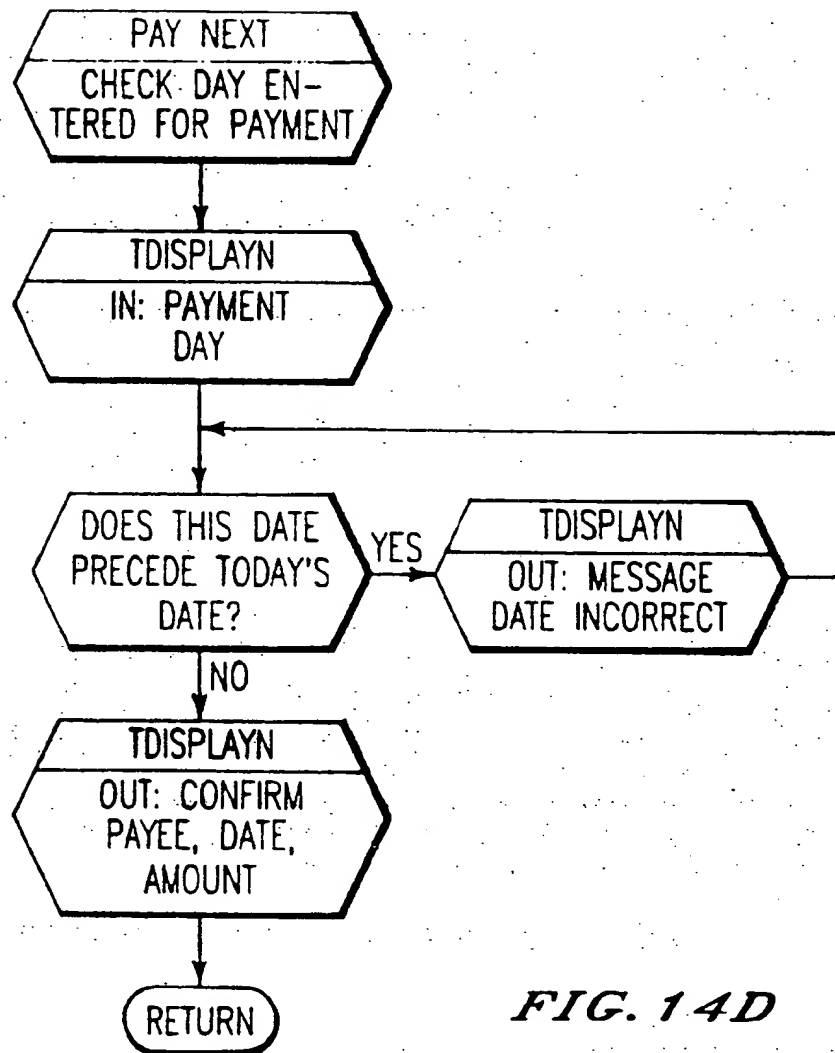 PAY NEXT
CHECK DAY EN-
TERED FOR PAYMENT
TDISPLAYN
IN: PAYMENT
DAY
DOES THIS DATE
PRECEDE TODAY'S
DATE?
YES
TDISPLAYN
OUT: MESSAGE
DATE INCORRECT
NO
TDISPLAYN
OUT: CONFIRM
PAYEE, DATE,
AMOUNT
RETURN
FIG. 14D